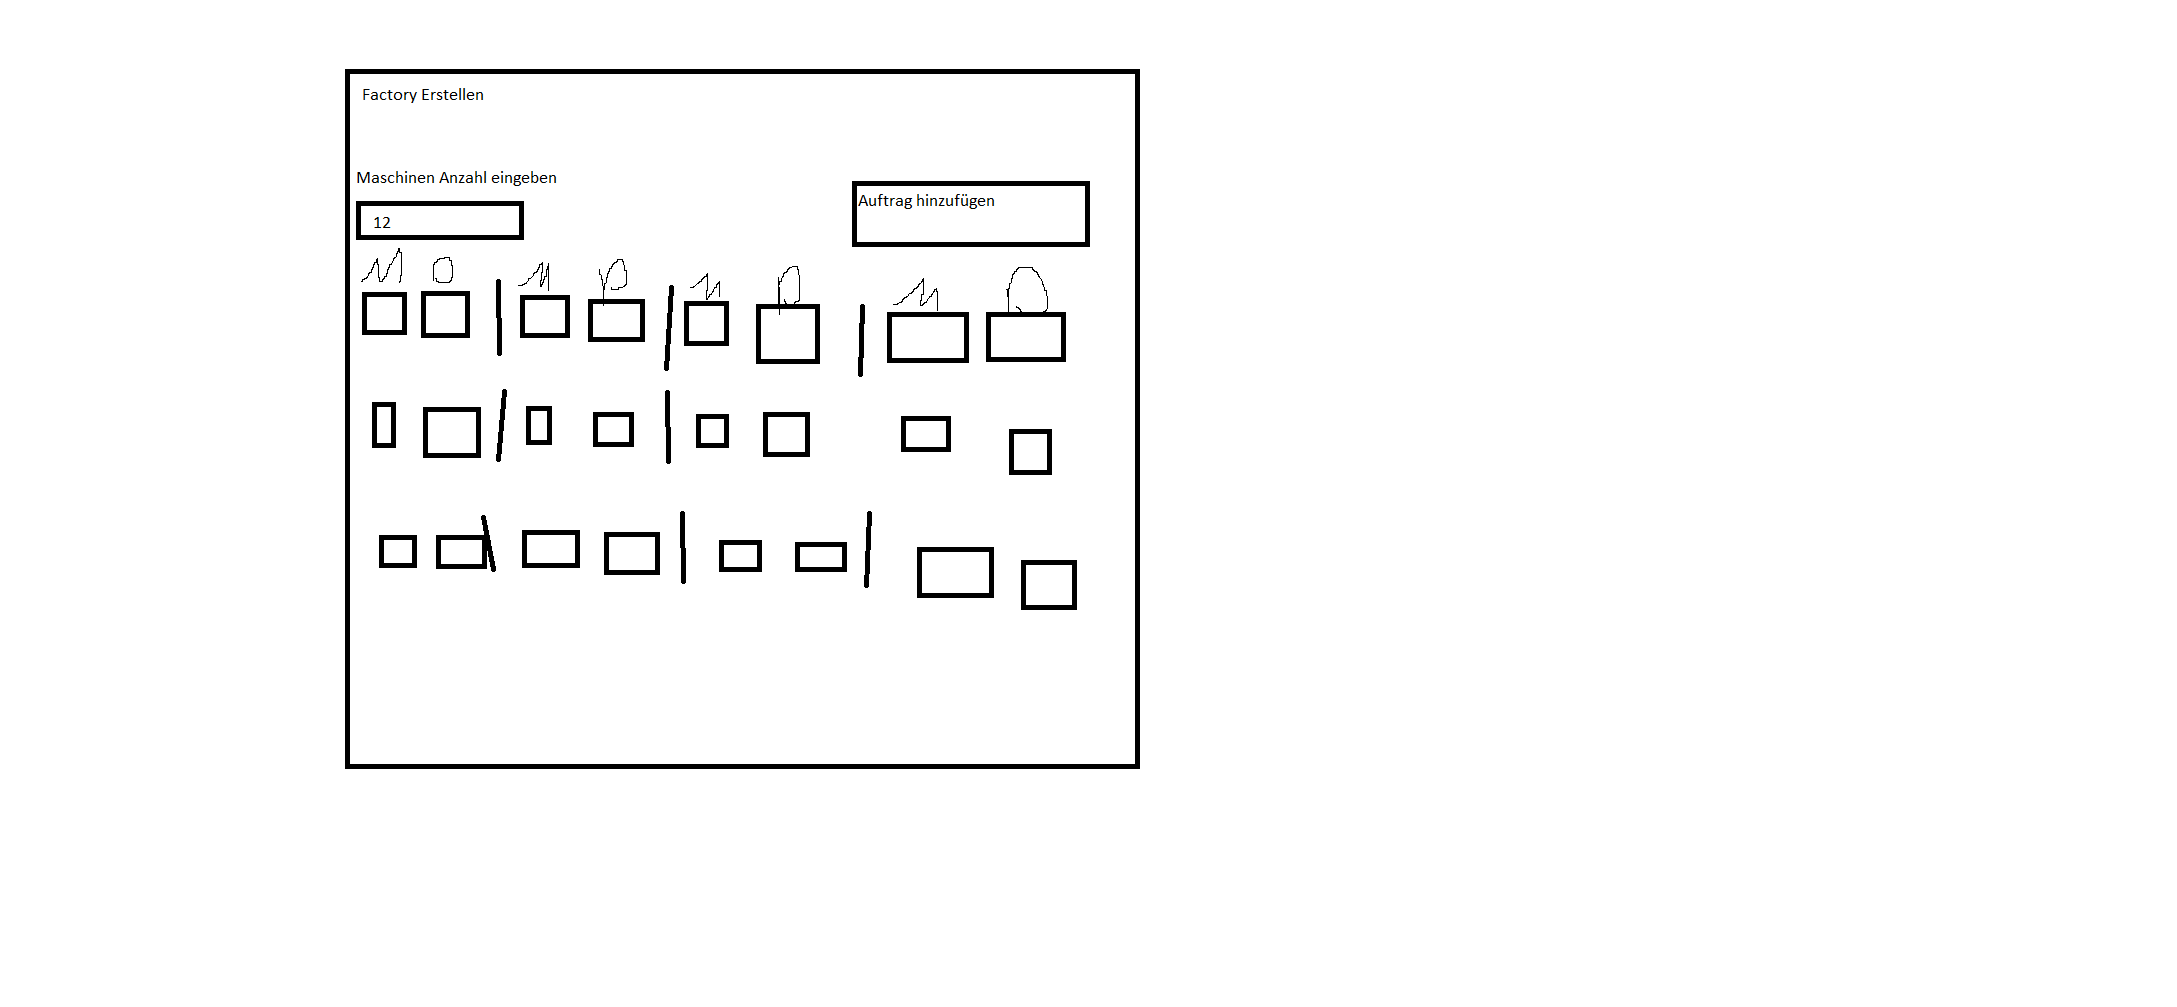 Factory Erstellen
Maschinen Anzahl eingeben
Auftrag hinzufügen
12
M O M P M P M D